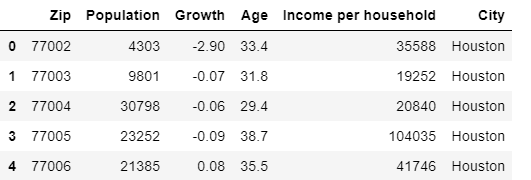 Zip Population Growth Age Income per household City
0 77002 4303 -2.90 33.4 35588 Houston
1 77003 9801 -0.07 31.8 19252 Houston
2 77004 30798 -0.06 29.4 20840 Houston
3 77005 23252 -0.09 38.7 104035 Houston
4 77006 21385 0.08 35.5 41746 Houston